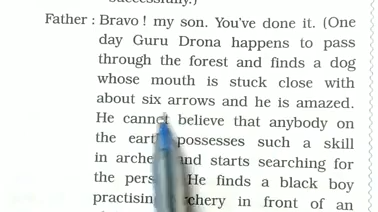 successfully.)
Father : Bravo ! my son. You've done it. (One
day Guru Drona happens to pass
through the forest and finds a dog
whose mouth is stuck close with
about six arrows and he is amazed.
He cannot believe that anybody on
the earth possesses such a skill
in and starts searching for
the He finds a black boy
practising in front of an